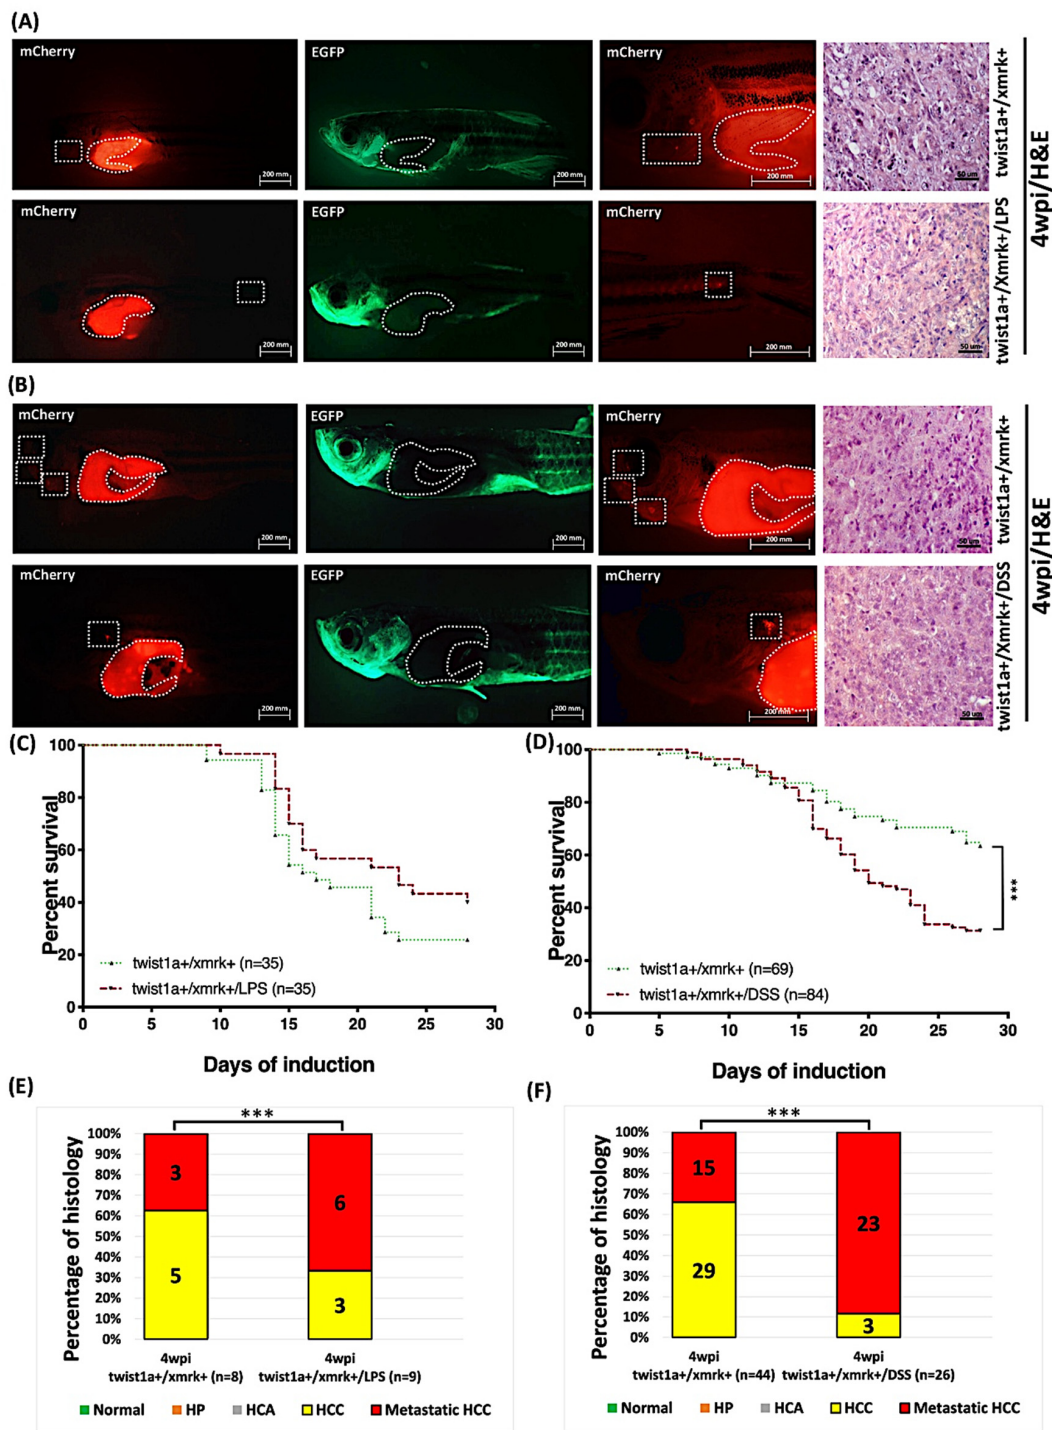 (A)
mCherry
EGFP
mCherry
200 mm
200 mm
200 mm
50 um
twist1a+/xmrk+
mCherry
EGFP
mCherry
200 mm
200 mm
200 mm
50 um
twist1a+/Xmrk+/LPS
4wpi/H&E
(B)
mCherry
EGFP
mCherry
200 mm
200 mm
200 mm
50 um
twist1a+/xmrk+
mCherry
EGFP
mCherry
200 mm
200 mm
200 mm
50 um
twist1a+/Xmrk+/DSS
4wpi/H&E
(C)
Percent survival
100
80
60
40
20
0
twist1a+/xmrk+ (n=35)
twist1a+/xmrk+/LPS (n=35)
0 5 10 15 20 25 30
Days of induction
(D)
Percent survival
100
80
60
40
20
0
***
twist1a+/xmrk+ (n=69)
twist1a+/xmrk+/DSS (n=84)
0 5 10 15 20 25 30
Days of induction
(E)
***
Percentage of histology
100%
90%
80%
70%
60%
50%
40%
30%
20%
10%
0%
3
5
6
3
4wpi 4wpi
twist1a+/xmrk+ (n=8) twist1a+/xmrk+/LPS (n=9)
Normal HP HCA HCC Metastatic HCC
(F)
***
Percentage of histology
100%
90%
80%
70%
60%
50%
40%
30%
20%
10%
0%
15
29
23
3
4wpi 4wpi
twist1a+/xmrk+ (n=44) twist1a+/xmrk+/DSS (n=26)
Normal HP HCA HCC Metastatic HCC